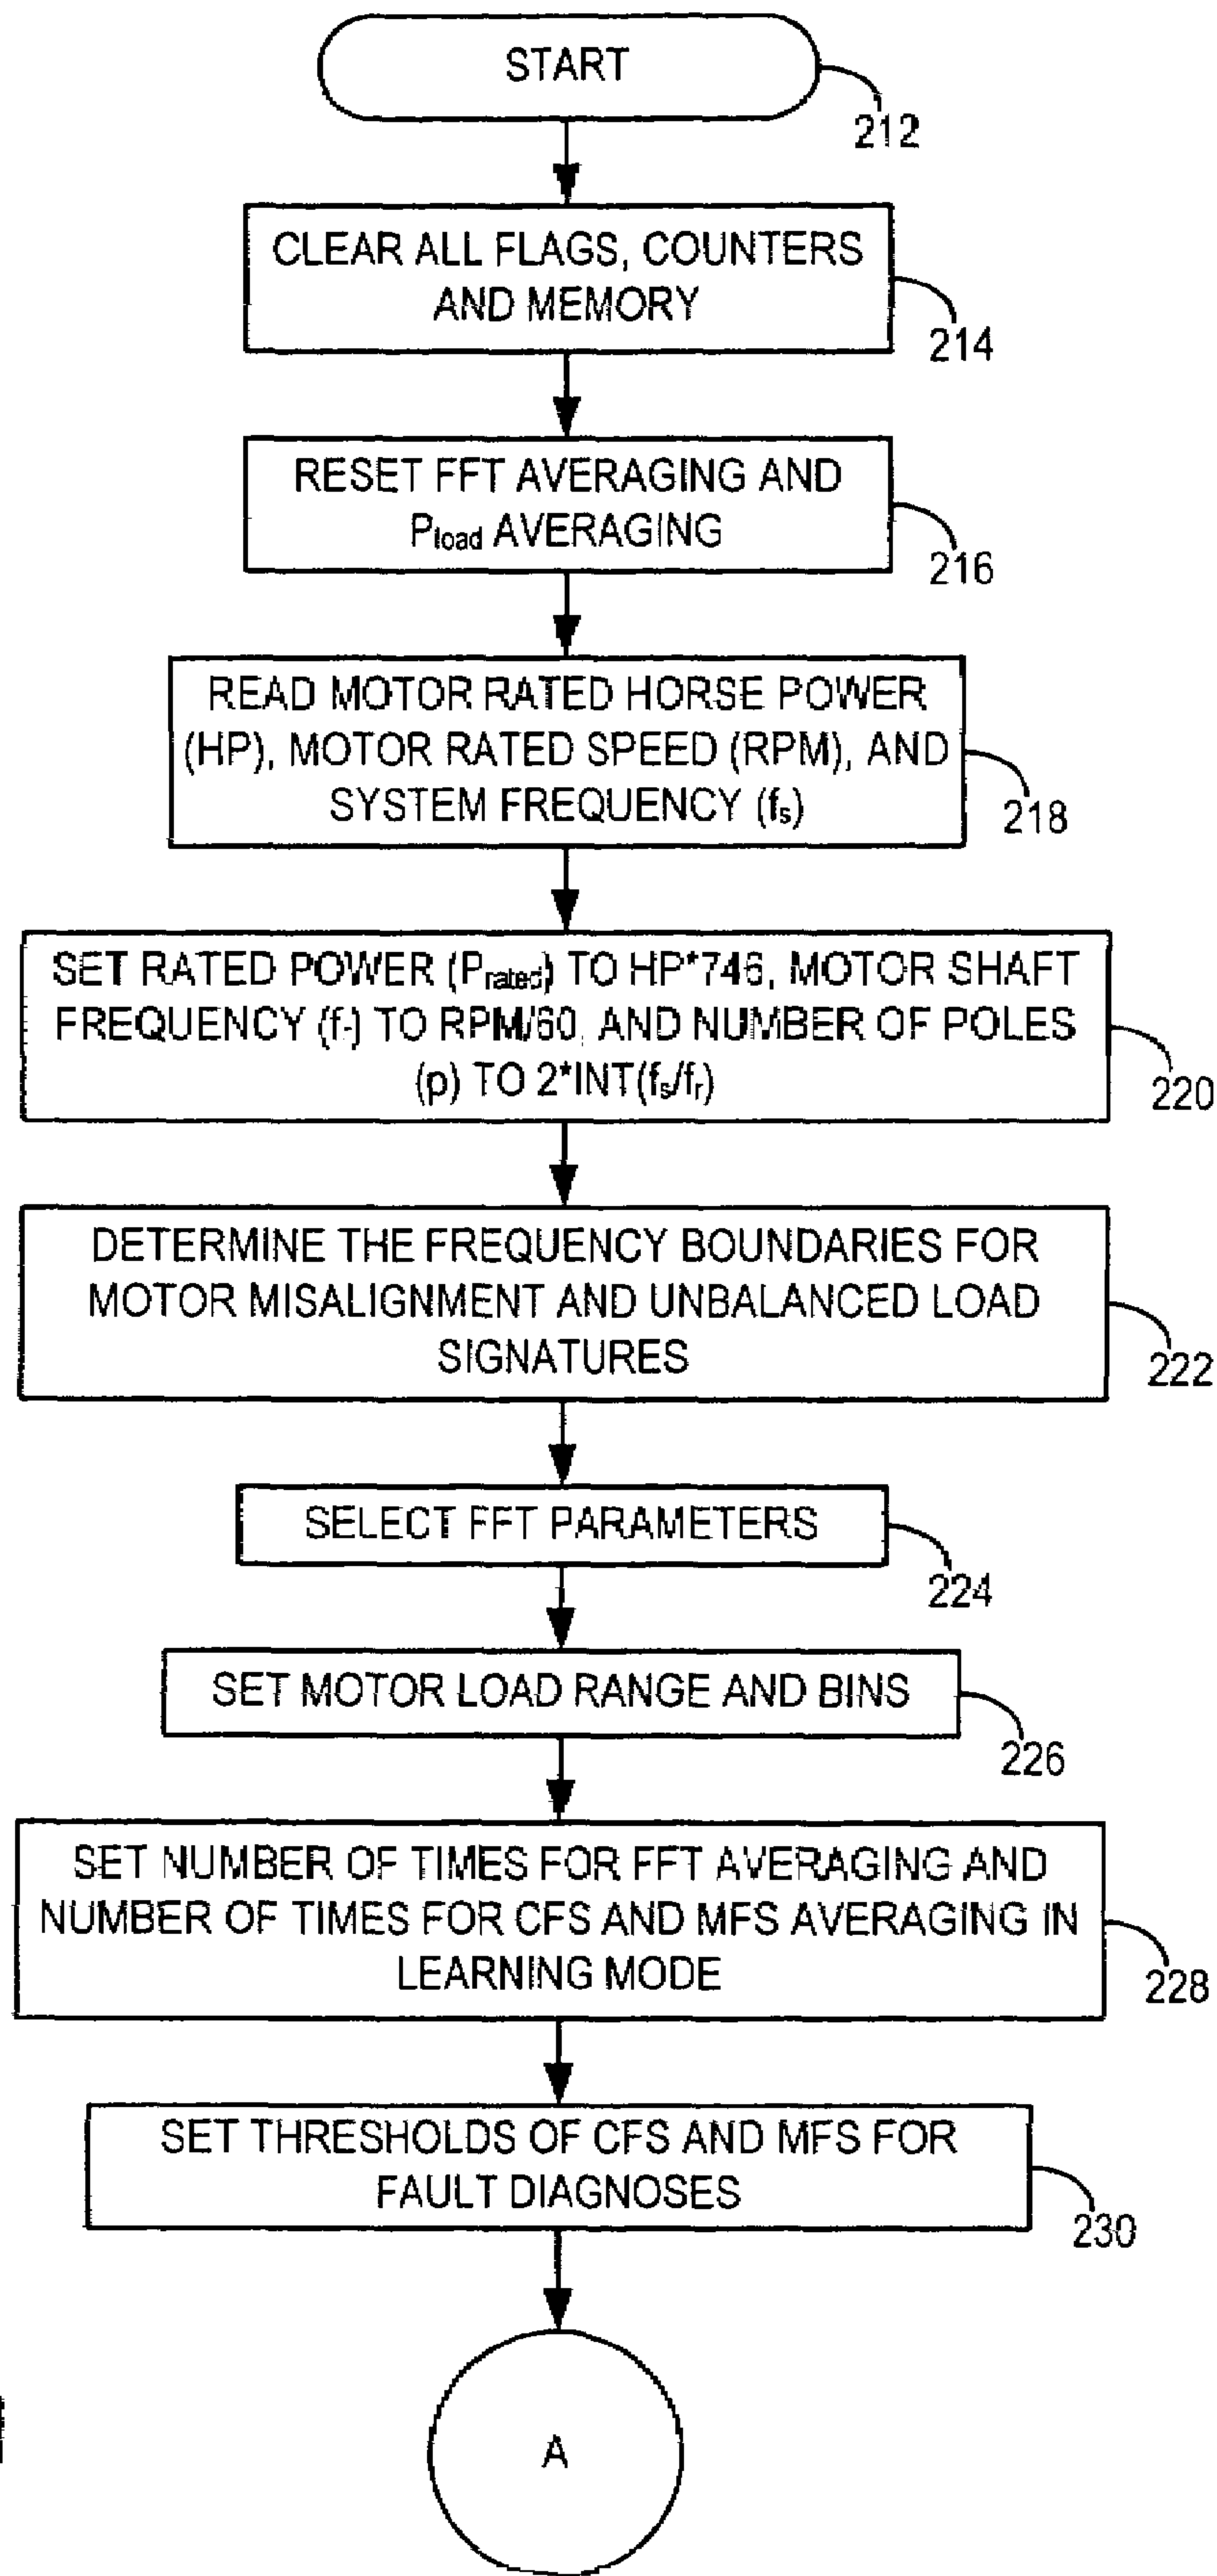 START
212
CLEAR ALL FLAGS, COUNTERS
AND MEMORY
214
RESET FFT AVERAGING AND
Pload AVERAGING
216
READ MOTOR RATED HORSE POWER
(HP), MOTOR RATED SPEED (RPM), AND
SYSTEM FREQUENCY (fs)
218
SET RATED POWER (Prated) TO HP*746, MOTOR SHAFT
FREQUENCY (fr) TO RPM/60, AND NUMBER OF POLES
(p) TO 2*INT(fs/fr)
220
DETERMINE THE FREQUENCY BOUNDARIES FOR
MOTOR MISALIGNMENT AND UNBALANCED LOAD
SIGNATURES
222
SELECT FFT PARAMETERS
224
SET MOTOR LOAD RANGE AND BINS
226
SET NUMBER OF TIMES FOR FFT AVERAGING AND
NUMBER OF TIMES FOR CFS AND MFS AVERAGING IN
LEARNING MODE
228
SET THRESHOLDS OF CFS AND MFS FOR
FAULT DIAGNOSES
230
A